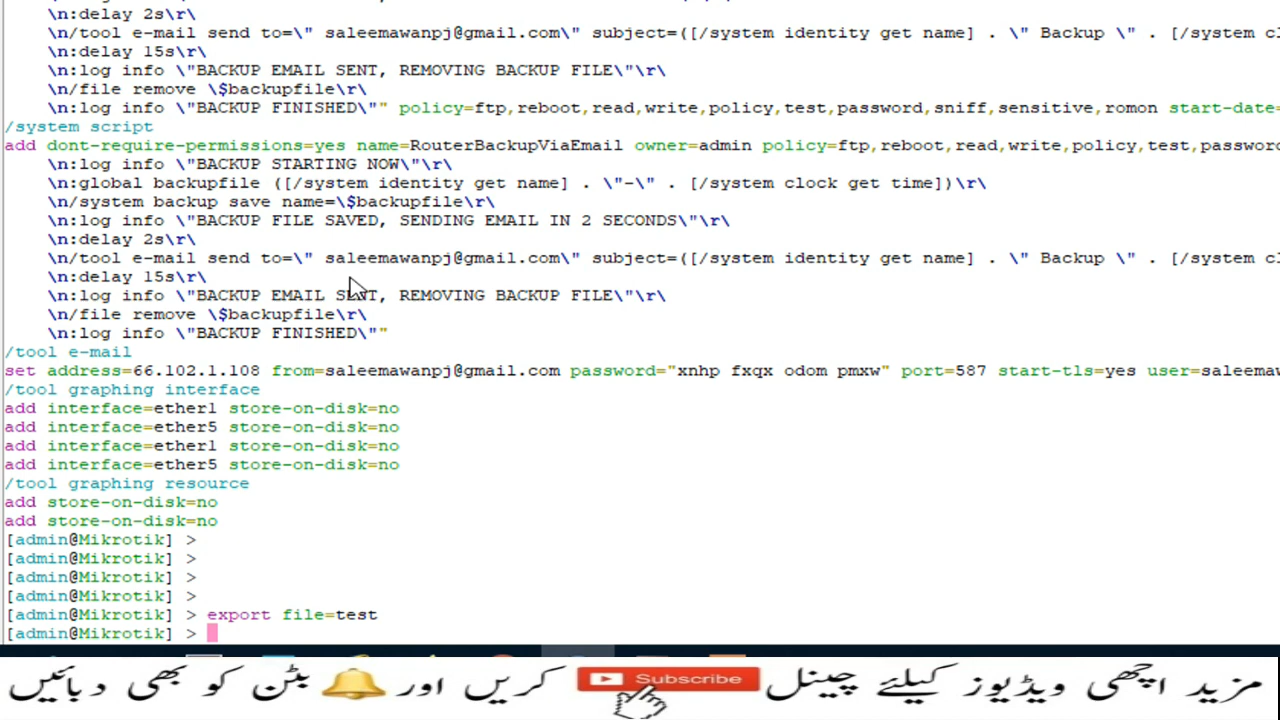 \n:delay 2s\r\
\n/tool e-mail send to=\" saleemawanpj@gmail.com\" subject=([/system identity get name] . \" Backup \" . [/system cl
\n:delay 15s\r\
\n:log info \"BACKUP EMAIL SENT, REMOVING BACKUP FILE\"\r\
\n/file remove \$backupfile\r\
\n:log info \"BACKUP FINISHED\"" policy=ftp,reboot,read,write,policy,test,password,sniff,sensitive,romon start-date=
/system script
add dont-require-permissions=yes name=RouterBackupViaEmail owner=admin policy=ftp,reboot,read,write,policy,test,password
\n:log info \"BACKUP STARTING NOW\"\r\
\n:global backupfile ([/system identity get name] . \"-\" . [/system clock get time])\r\
\n/system backup save name=\$backupfile\r\
\n:log info \"BACKUP FILE SAVED, SENDING EMAIL IN 2 SECONDS\"\r\
\n:delay 2s\r\
\n/tool e-mail send to=\" saleemawanpj@gmail.com\" subject=([/system identity get name] . \" Backup \" . [/system cl
\n:delay 15s\r\
\n:log info \"BACKUP EMAIL SENT, REMOVING BACKUP FILE\"\r\
\n/file remove \$backupfile\r\
\n:log info \"BACKUP FINISHED\""
/tool e-mail
set address=66.102.1.108 from=saleemawanpj@gmail.com password="xnhp fxqx odom pmxw" port=587 start-tls=yes user=saleemaw
/tool graphing interface
add interface=ether1 store-on-disk=no
add interface=ether5 store-on-disk=no
add interface=ether1 store-on-disk=no
add interface=ether5 store-on-disk=no
/tool graphing resource
add store-on-disk=no
add store-on-disk=no
[admin@Mikrotik] >
[admin@Mikrotik] >
[admin@Mikrotik] >
[admin@Mikrotik] >
[admin@Mikrotik] > export file=test
[admin@Mikrotik] >
مزید اچھی ویڈیوز کیلئے چینل Subscribe کریں اور بٹن کو بھی دبائیں